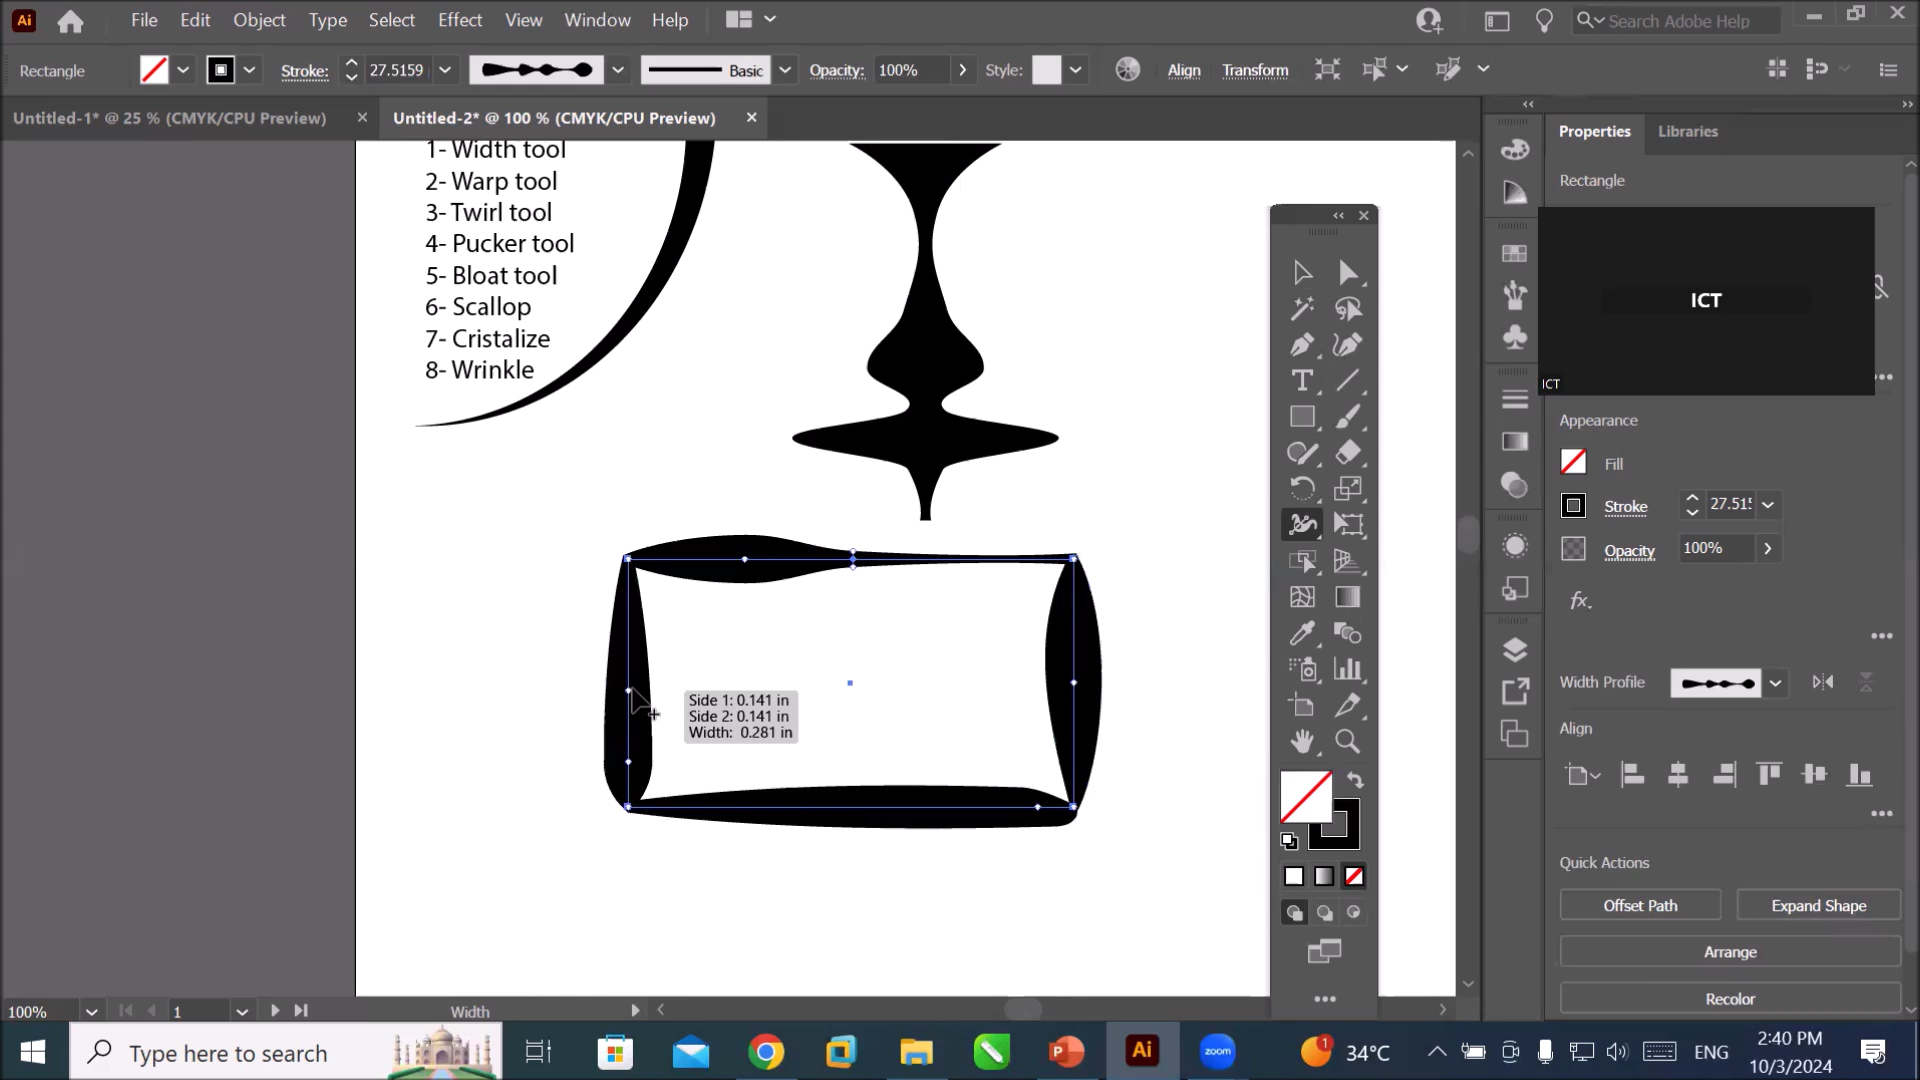 Ai File Edit Object Type Select Effect View Window Help Search Adobe Help
Rectangle Stroke: 27.5159 Basic Opacity: 100% Style: Align Transform
Untitled-1* @ 25 % (CMYK/CPU Preview) Untitled-2* @ 100 % (CMYK/CPU Preview)
1- Width tool
2- Warp tool
3- Twirl tool
4- Pucker tool
5- Bloat tool
6- Scallop
7- Cristalize
8- Wrinkle
Side 1: 0.141 in
Side 2: 0.141 in
Width: 0.281 in
Properties Libraries
Rectangle
ICT
ICT
Appearance
Fill
Stroke 27.51
Opacity 100%
fx
Width Profile
Align
Quick Actions
Offset Path Expand Shape
Arrange
Recolor
100% 1 Width
Type here to search
Ai zoom 1 34°C ENG 2:40 PM
10/3/2024